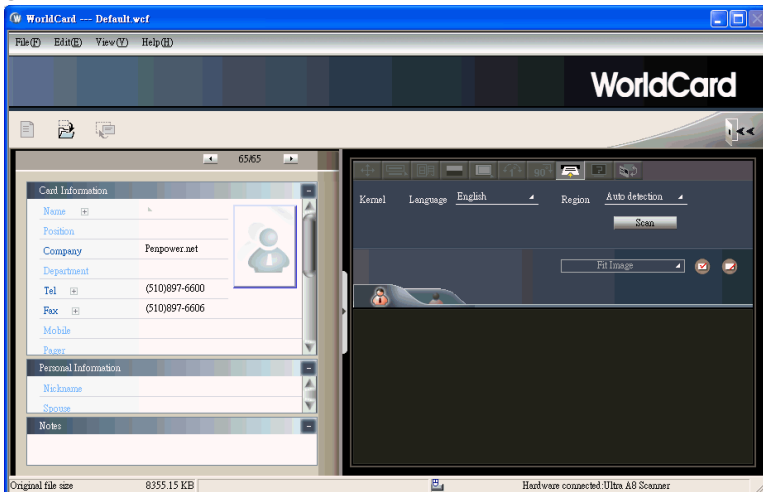 WorldCard --- Default.wcf
File(F) Edit(E) View(V) Help(H)
WorldCard
65/65
90°
Card Information
Name
Position
Company Penpower.net
Department
Tel (510)897-6600
Fax (510)897-6606
Mobile
Pager
Personal Information
Nickname
Spouse
Notes
Kernel Language English Region Auto detection
Scan
Fit Image
Original file size 8355.15 KB Hardware connected:Ultra A8 Scanner